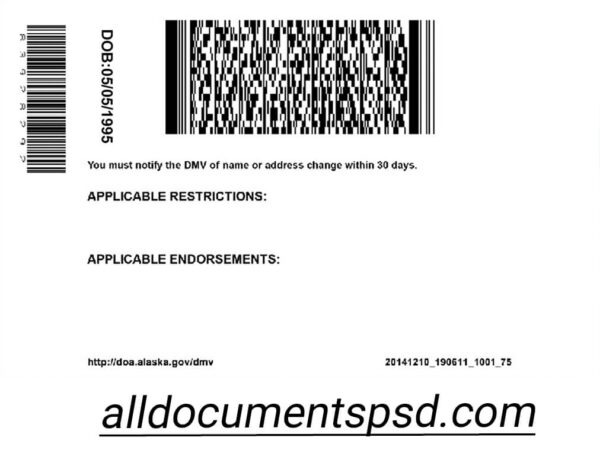 DOB:05/05/1995
You must notify the DMV of name or address change within 30 days.
APPLICABLE RESTRICTIONS:
APPLICABLE ENDORSEMENTS:
http://doa.alaska.gov/dmv
20141210_190611_1001_75
alldocumentspsd.com